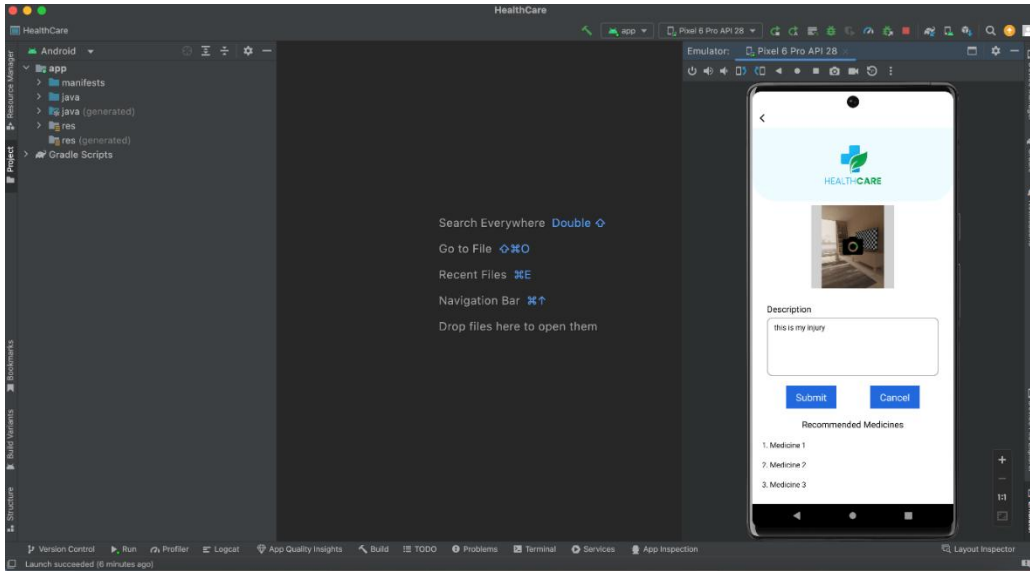 HealthCare
HealthCare
app
Pixel 6 Pro API 28
Android
Emulator:
Pixel 6 Pro API 28
Resource Manager
Project
Bookmarks
Build Variants
Structure
app
manifests
java
java (generated)
res
res (generated)
Gradle Scripts
Search Everywhere Double ⇧
Go to File ⇧⌘O
Recent Files ⌘E
Navigation Bar ⌘↑
Drop files here to open them
HEALTHCARE
Description
this is my injury
Submit
Cancel
Recommended Medicines
1. Medicine 1
2. Medicine 2
3. Medicine 3
1:1
Version Control
Run
Profiler
Logcat
App Quality Insights
Build
TODO
Problems
Terminal
Services
App Inspection
Layout Inspector
Launch succeeded (6 minutes ago)